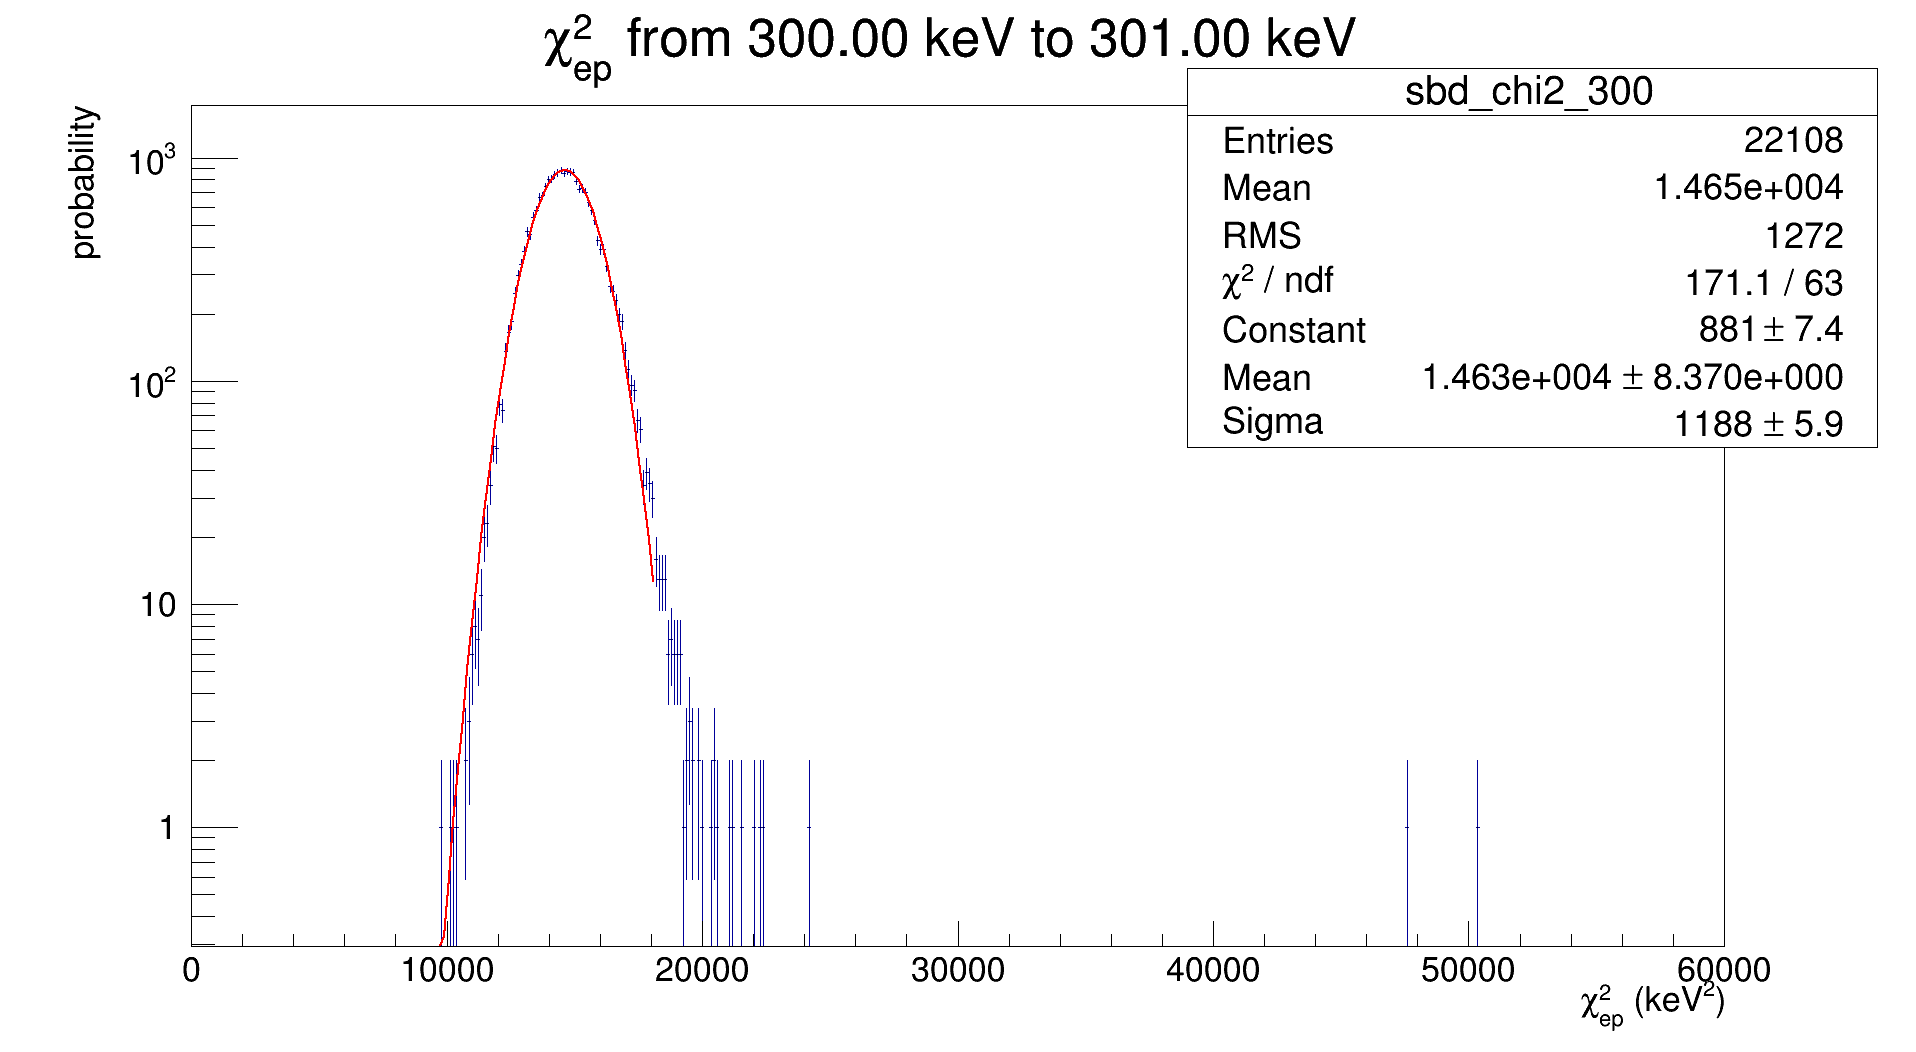 χ²ep from 300.00 keV to 301.00 keV
sbd_chi2_300
Entries 22108
Mean 1.465e+004
RMS 1272
χ² / ndf 171.1 / 63
Constant 881 ± 7.4
Mean 1.463e+004 ± 8.370e+000
Sigma 1188 ± 5.9
probability
10³
10²
10
1
0 10000 20000 30000 40000 50000 60000
χ²ep (keV²)